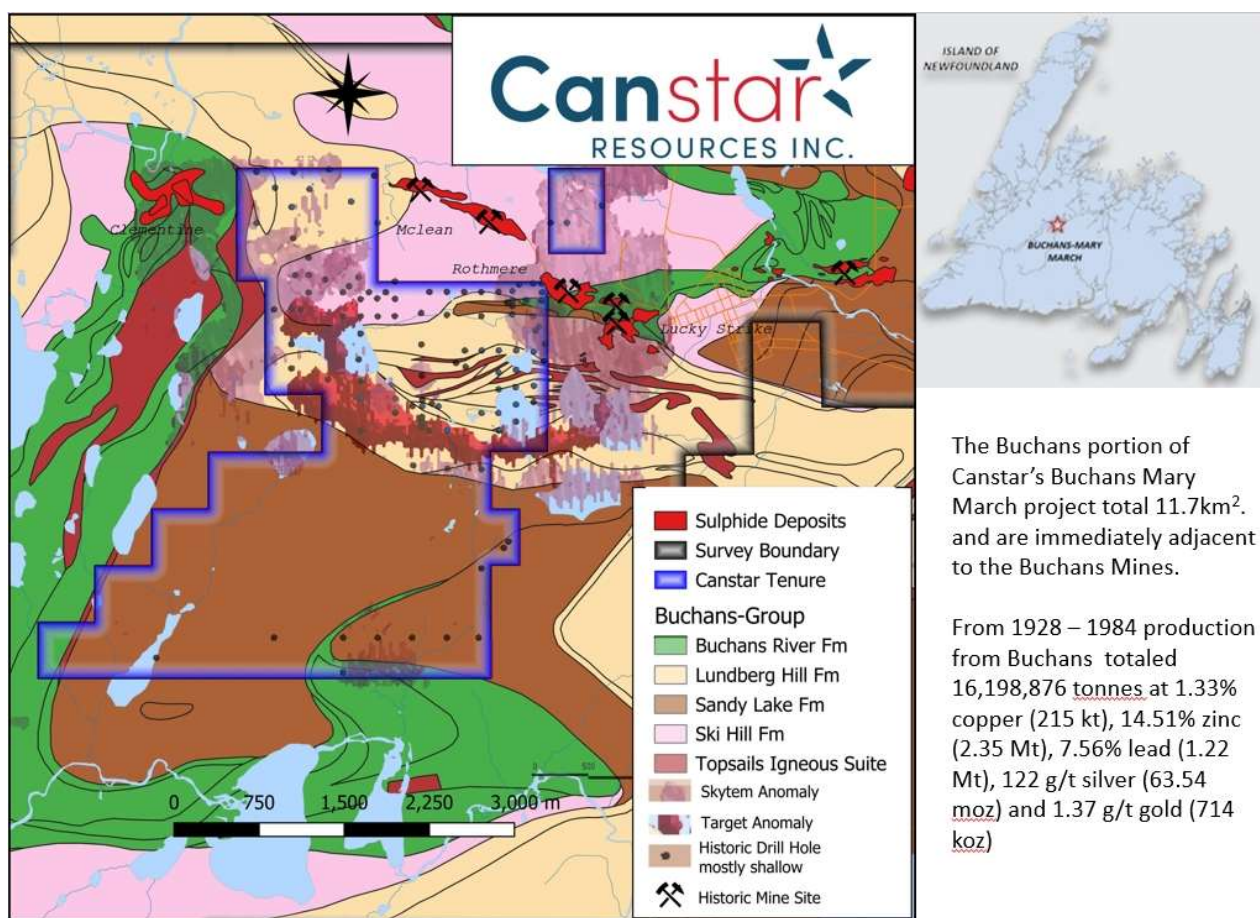 Canstar
RESOURCES INC.
ISLAND OF
NEWFOUNDLAND
BUCHANS-MARY
MARCH
Clementine
Mclean
Rothmere
Lucky Strike
Sulphide Deposits
Survey Boundary
Canstar Tenure
Buchans-Group
Buchans River Fm
Lundberg Hill Fm
Sandy Lake Fm
Ski Hill Fm
Topsails Igneous Suite
Skytem Anomaly
Target Anomaly
Historic Drill Hole
mostly shallow
Historic Mine Site
0 750 1,500 2,250 3,000 m
The Buchans portion of
Canstar’s Buchans Mary
March project total 11.7km².
and are immediately adjacent
to the Buchans Mines.
From 1928 – 1984 production
from Buchans totaled
16,198,876 tonnes at 1.33%
copper (215 kt), 14.51% zinc
(2.35 Mt), 7.56% lead (1.22
Mt), 122 g/t silver (63.54
moz) and 1.37 g/t gold (714
koz)